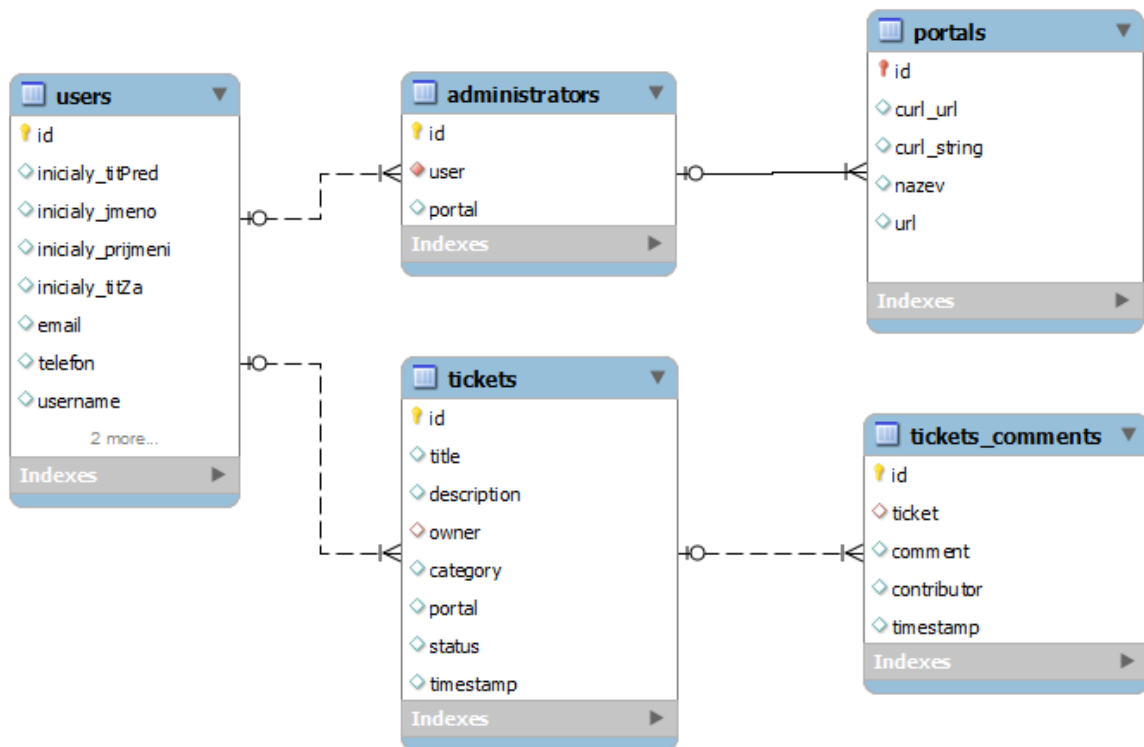 users
id
inicialy_titPred
inicialy_jmeno
inicialy_prijmeni
inicialy_titZa
email
telefon
username
2 more...
Indexes
administrators
id
user
portal
Indexes
portals
id
curl_url
curl_string
nazev
url
Indexes
tickets
id
title
description
owner
category
portal
status
timestamp
Indexes
tickets_comments
id
ticket
comment
contributor
timestamp
Indexes